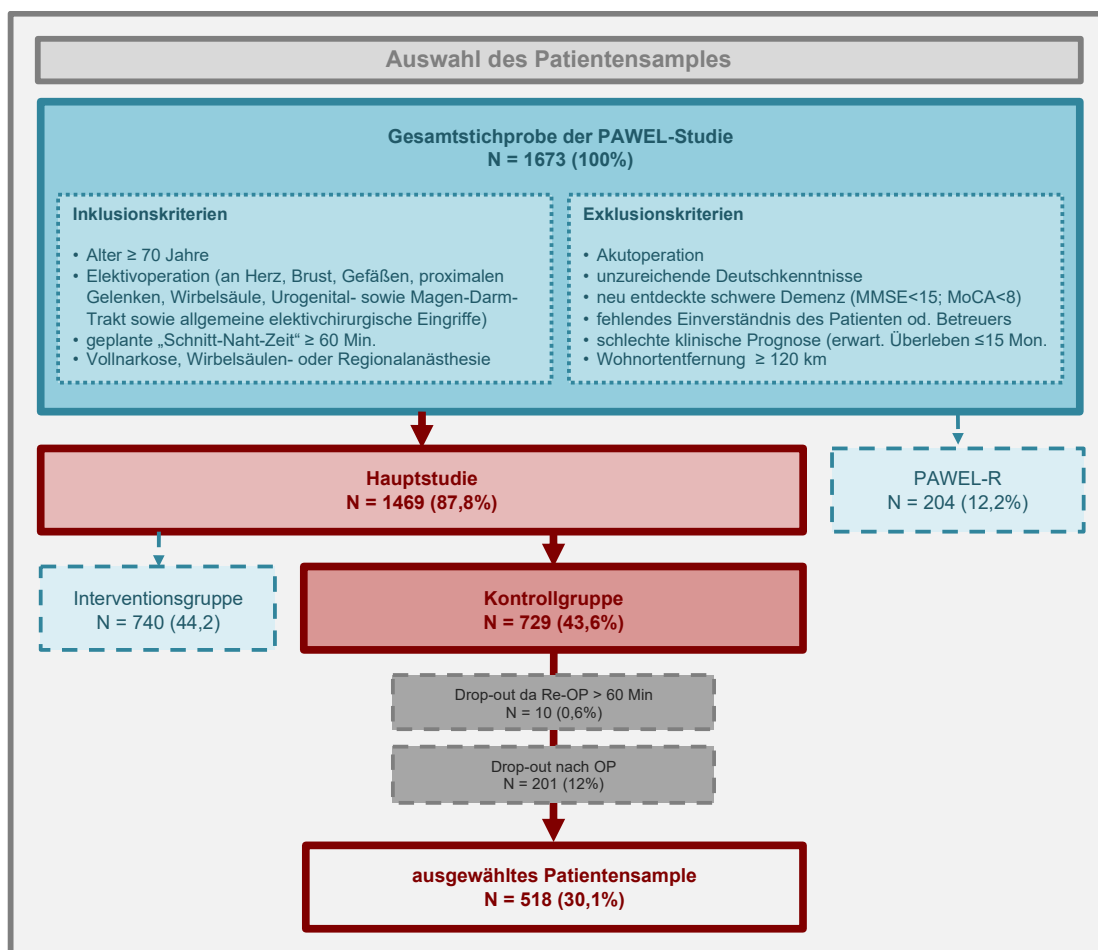 Auswahl des Patientensamples
Gesamtstichprobe der PAWEL-Studie
N = 1673 (100%)
Inklusionskriterien
• Alter ≥ 70 Jahre
• Elektivoperation (an Herz, Brust, Gefäßen, proximalen
Gelenken, Wirbelsäule, Urogenital- sowie Magen-Darm-
Trakt sowie allgemeine elektivchirurgische Eingriffe)
• geplante „Schnitt-Naht-Zeit“ ≥ 60 Min.
• Vollnarkose, Wirbelsäulen- oder Regionalanästhesie
Exklusionskriterien
• Akutoperation
• unzureichende Deutschkenntnisse
• neu entdeckte schwere Demenz (MMSE<15; MoCA<8)
• fehlendes Einverständnis des Patienten od. Betreuers
• schlechte klinische Prognose (erwart. Überleben ≤15 Mon.
• Wohnortentfernung ≥ 120 km
Hauptstudie
N = 1469 (87,8%)
PAWEL-R
N = 204 (12,2%)
Interventionsgruppe
N = 740 (44,2)
Kontrollgruppe
N = 729 (43,6%)
Drop-out da Re-OP > 60 Min
N = 10 (0,6%)
Drop-out nach OP
N = 201 (12%)
ausgewähltes Patientensample
N = 518 (30,1%)